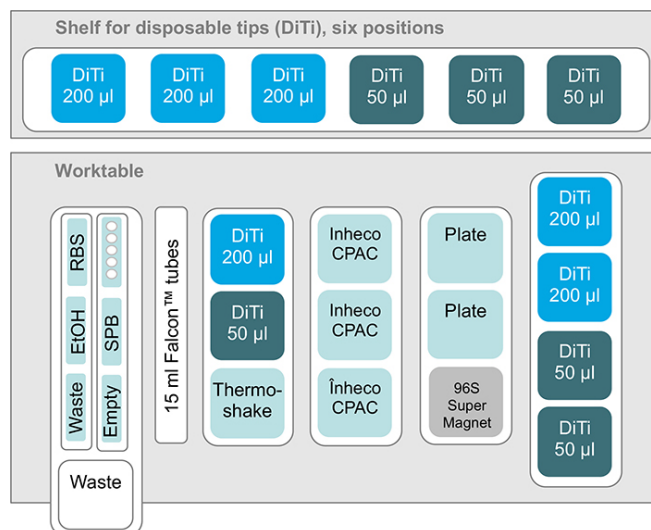 Shelf for disposable tips (DiTi), six positions
DiTi
200 µl
DiTi
200 µl
DiTi
200 µl
DiTi
50 µl
DiTi
50 µl
DiTi
50 µl
Worktable
RBS
EtOH
SPB
Waste
Empty
Waste
15 ml Falcon™ tubes
DiTi
200 µl
DiTi
50 µl
Thermo-
shake
Inheco
CPAC
Inheco
CPAC
Înheco
CPAC
Plate
Plate
96S
Super
Magnet
DiTi
200 µl
DiTi
200 µl
DiTi
50 µl
DiTi
50 µl